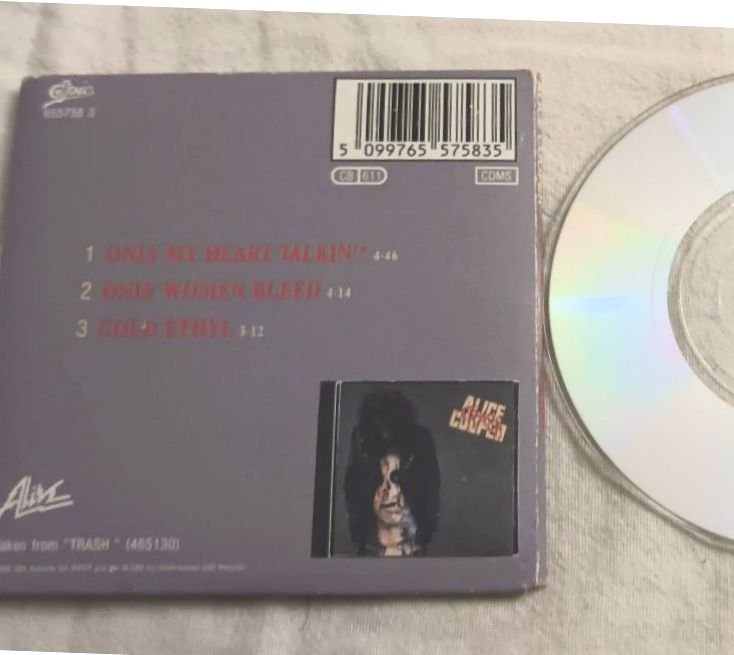 Epic
655758 3
5 099765 575835
CB 611
CDMS
1 ONLY MY HEART TALKIN'* 4·46
2 ONLY WOMEN BLEED 4·14
3 COLD ETHYL 3·12
ALICE
TRASH
COOPER
Alive
aken from "TRASH " (465130)